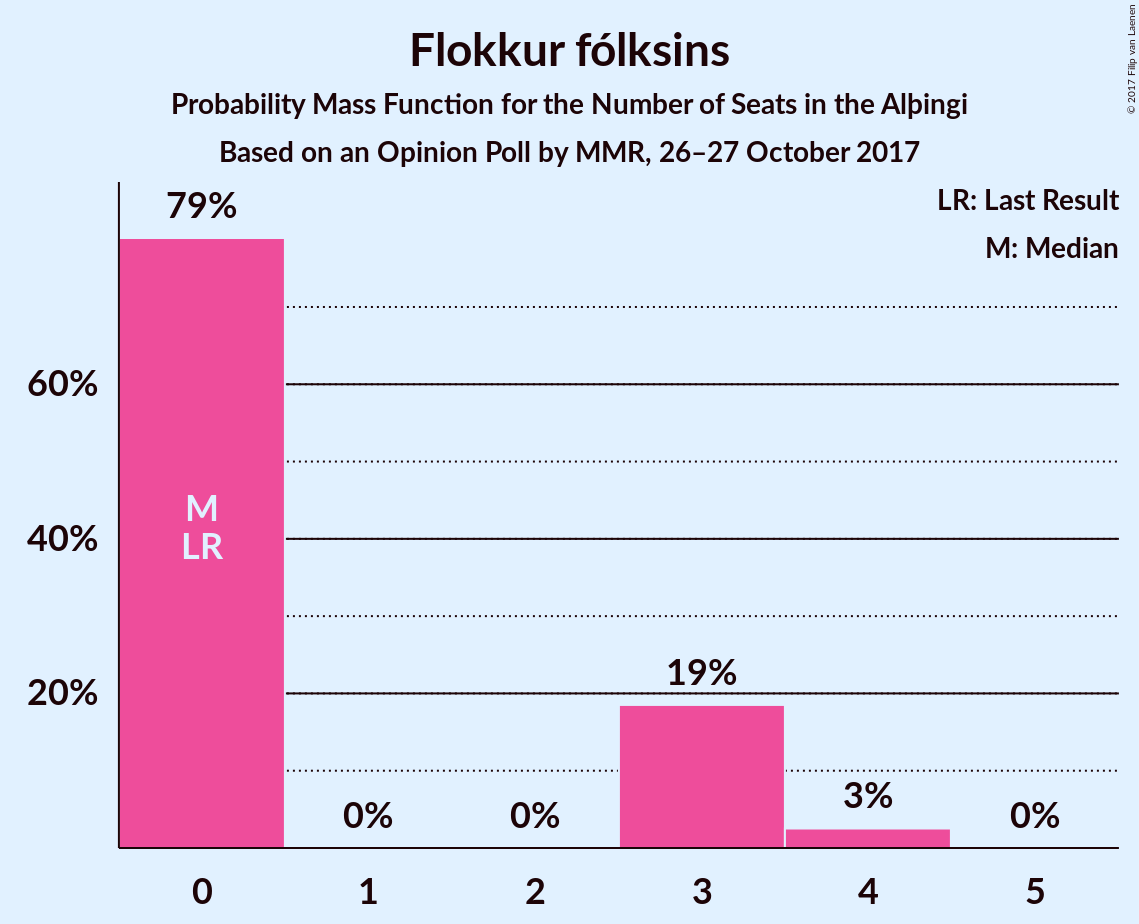 Flokkur fólksins
Probability Mass Function for the Number of Seats in the Alþingi
Based on an Opinion Poll by MMR, 26–27 October 2017
© 2017 Filip van Laenen
LR: Last Result
M: Median
79%
60%
M
40%
LR
19%
20%
3%
0%
0%
0%
0
1
2
3
4
5